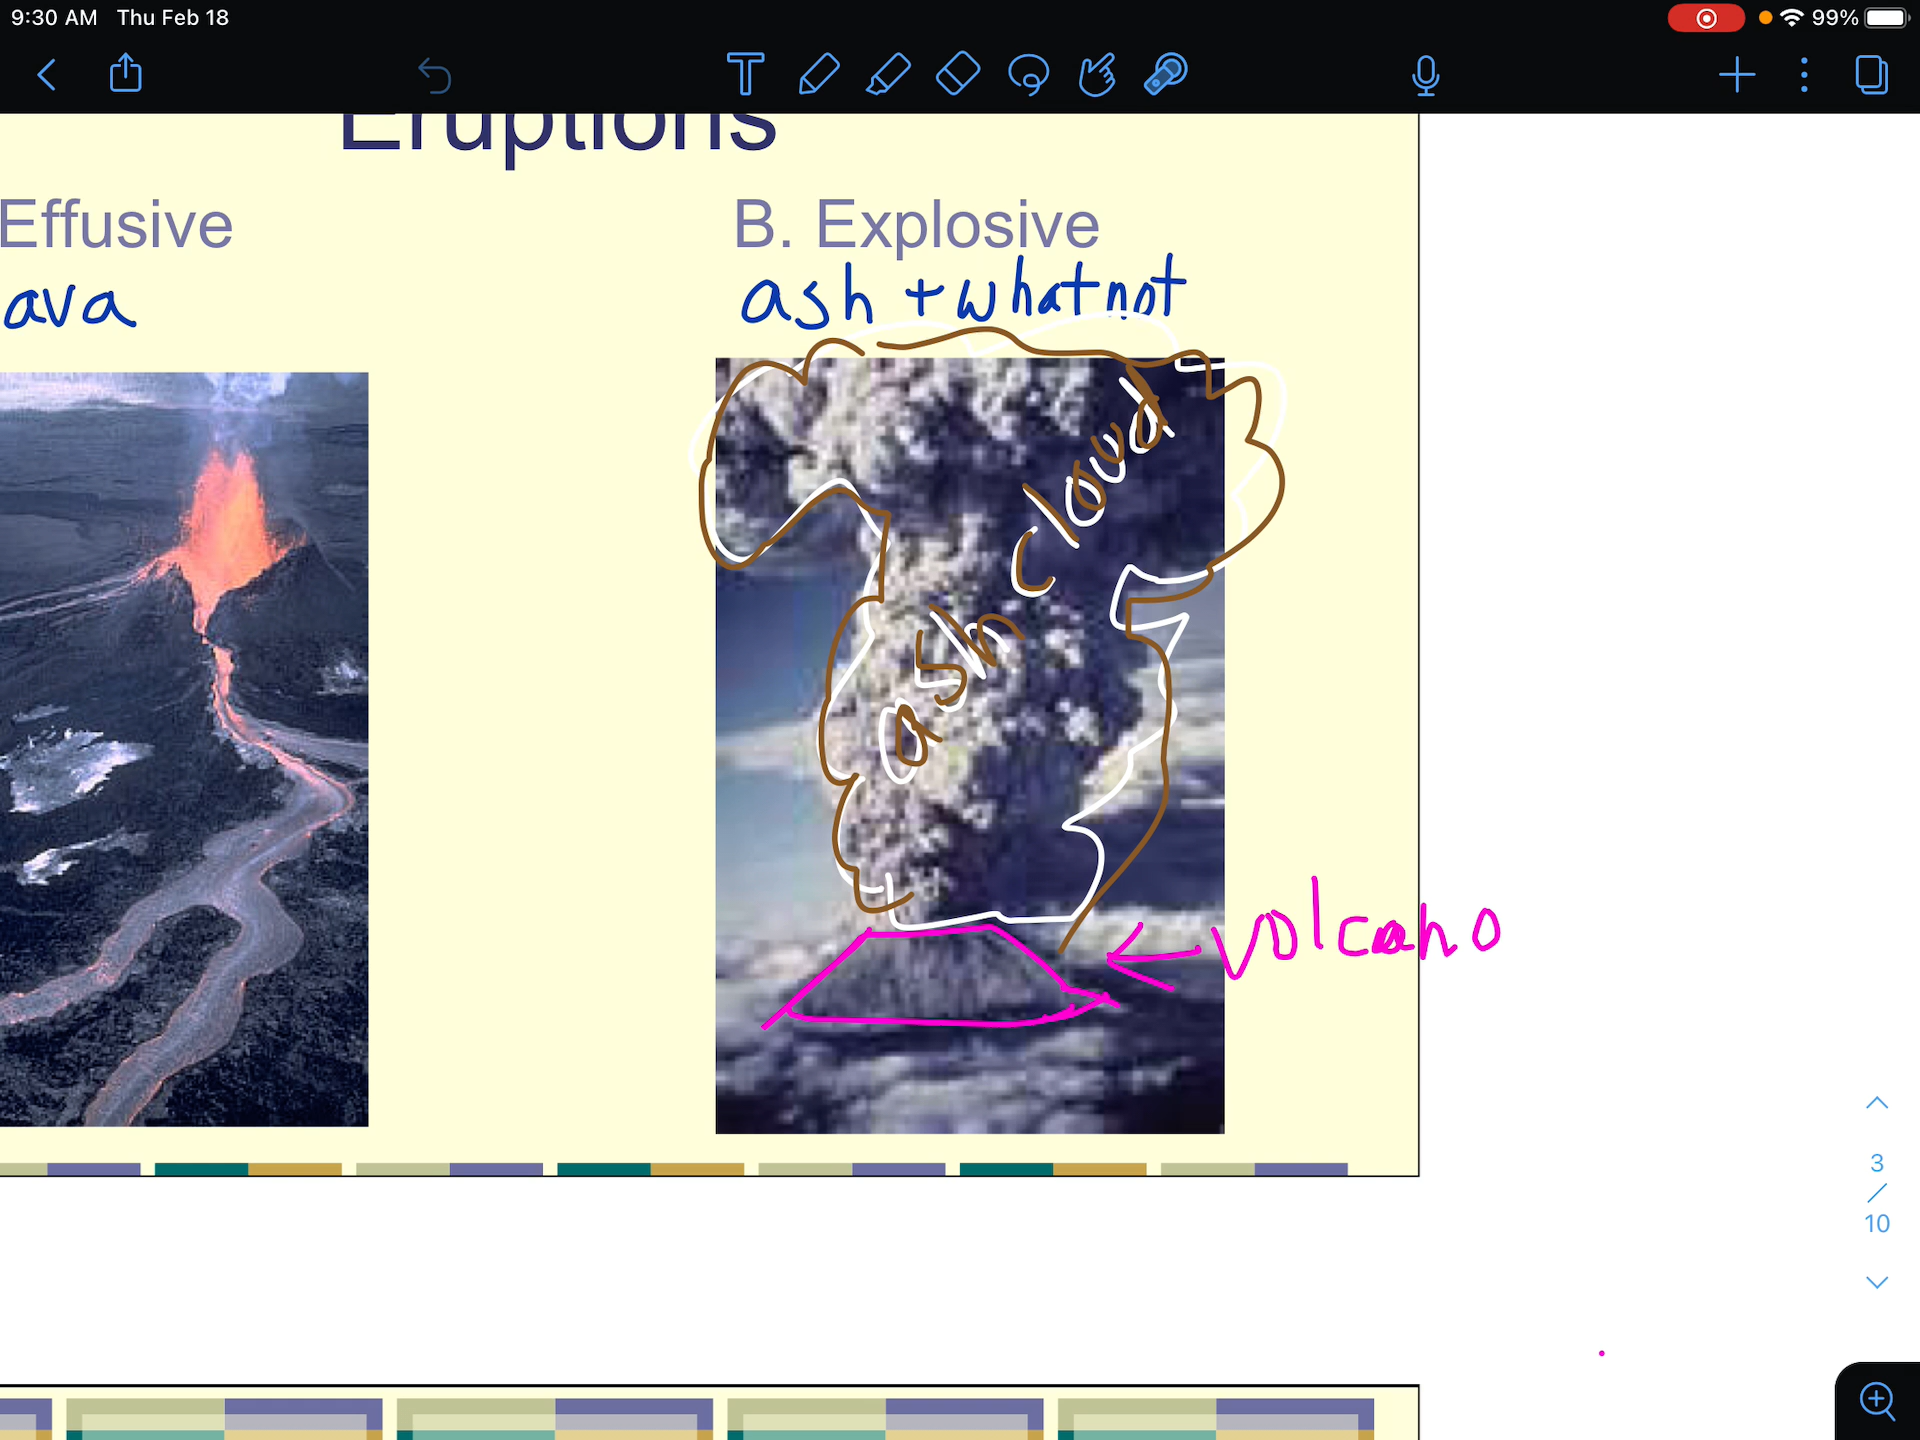 9:30 AM Thu Feb 18
99%
Eruptions
Effusive
B. Explosive
ava
ash + whatnot
ash cloud
volcano
3
/
10